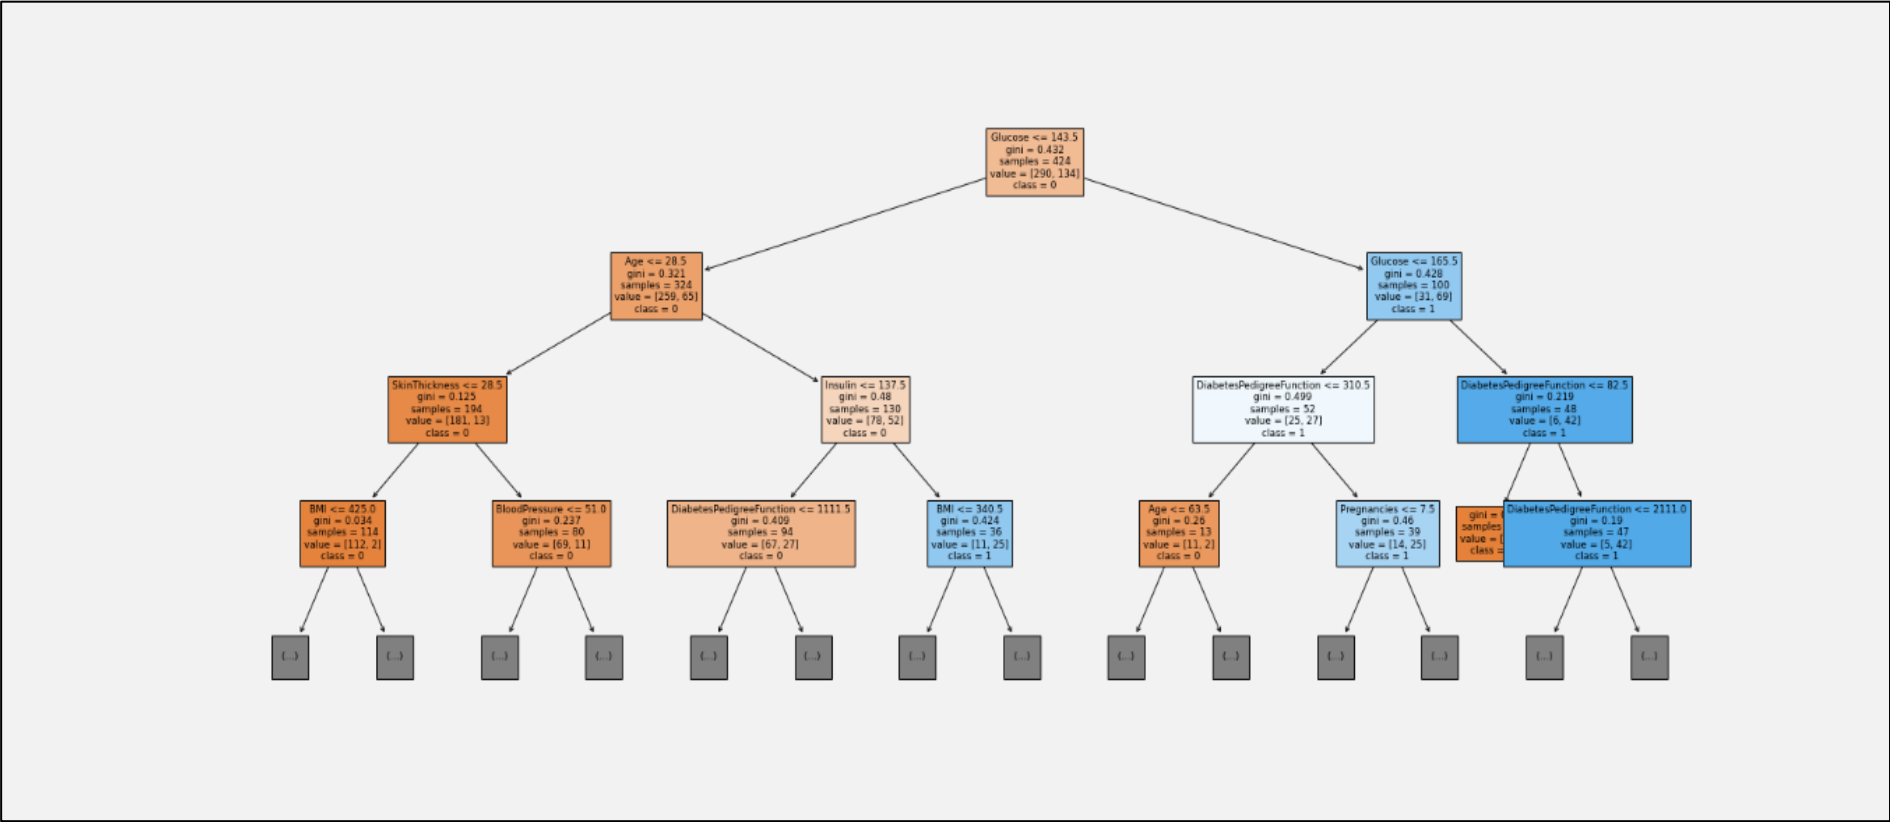 Glucose <= 143.5
gini = 0.432
samples = 424
value = [290, 134]
class = 0
Age <= 28.5
gini = 0.321
samples = 324
value = [259, 65]
class = 0
Glucose <= 165.5
gini = 0.428
samples = 100
value = [31, 69]
class = 1
SkinThickness <= 28.5
gini = 0.125
samples = 194
value = [181, 13]
class = 0
Insulin <= 137.5
gini = 0.48
samples = 130
value = [78, 52]
class = 0
DiabetesPedigreeFunction <= 310.5
gini = 0.499
samples = 52
value = [25, 27]
class = 1
DiabetesPedigreeFunction <= 82.5
gini = 0.219
samples = 48
value = [6, 42]
class = 1
BMI <= 425.0
gini = 0.034
samples = 114
value = [112, 2]
class = 0
BloodPressure <= 51.0
gini = 0.237
samples = 80
value = [69, 11]
class = 0
DiabetesPedigreeFunction <= 1111.5
gini = 0.409
samples = 94
value = [67, 27]
class = 0
BMI <= 340.5
gini = 0.424
samples = 36
value = [11, 25]
class = 1
Age <= 63.5
gini = 0.26
samples = 13
value = [11, 2]
class = 0
Pregnancies <= 7.5
gini = 0.46
samples = 39
value = [14, 25]
class = 1
gini =
samples
value = [
class =
DiabetesPedigreeFunction <= 2111.0
gini = 0.19
samples = 47
value = [5, 42]
class = 1
(...)
(...)
(...)
(...)
(...)
(...)
(...)
(...)
(...)
(...)
(...)
(...)
(...)
(...)